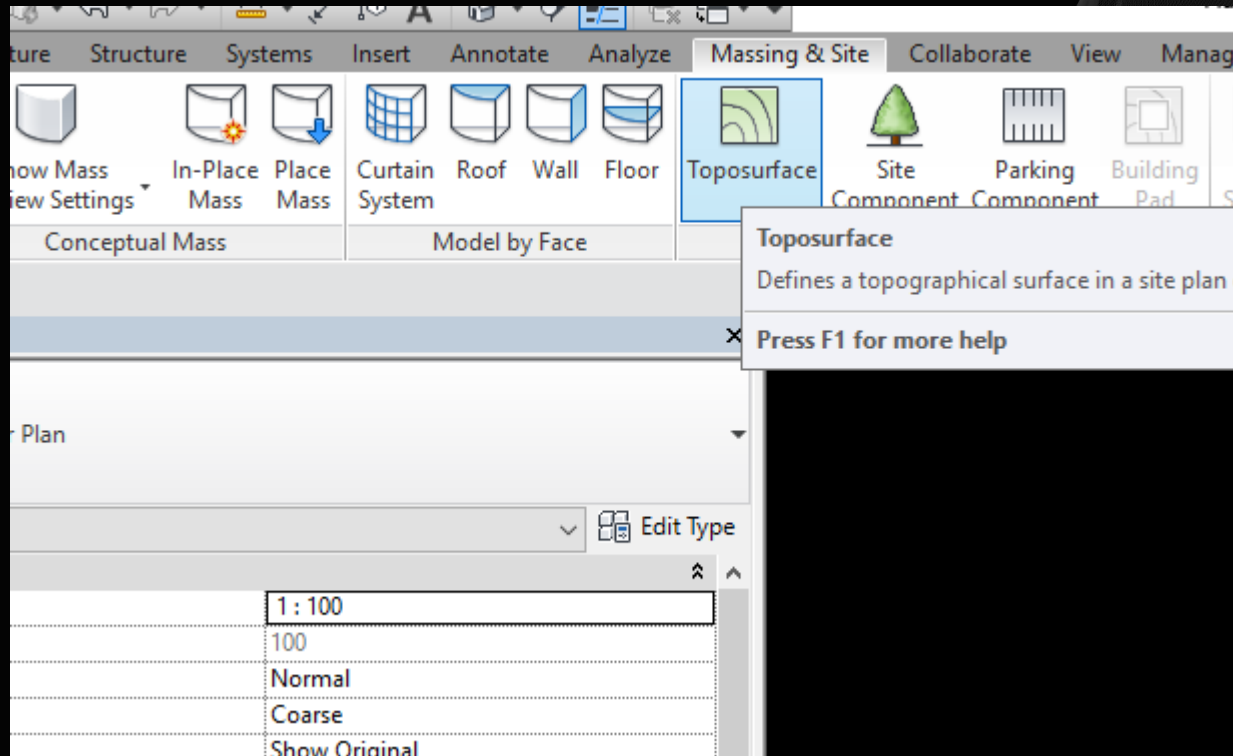 ture Structure Systems Insert Annotate Analyze Massing & Site Collaborate View Manag
how Mass In-Place Place Curtain Roof Wall Floor Toposurface Site Parking Building
iew Settings Mass Mass System Component Component Pad S
Conceptual Mass Model by Face
Toposurface
Defines a topographical surface in a site plan
Press F1 for more help
r Plan
Edit Type
1 : 100
100
Normal
Coarse
Show Original